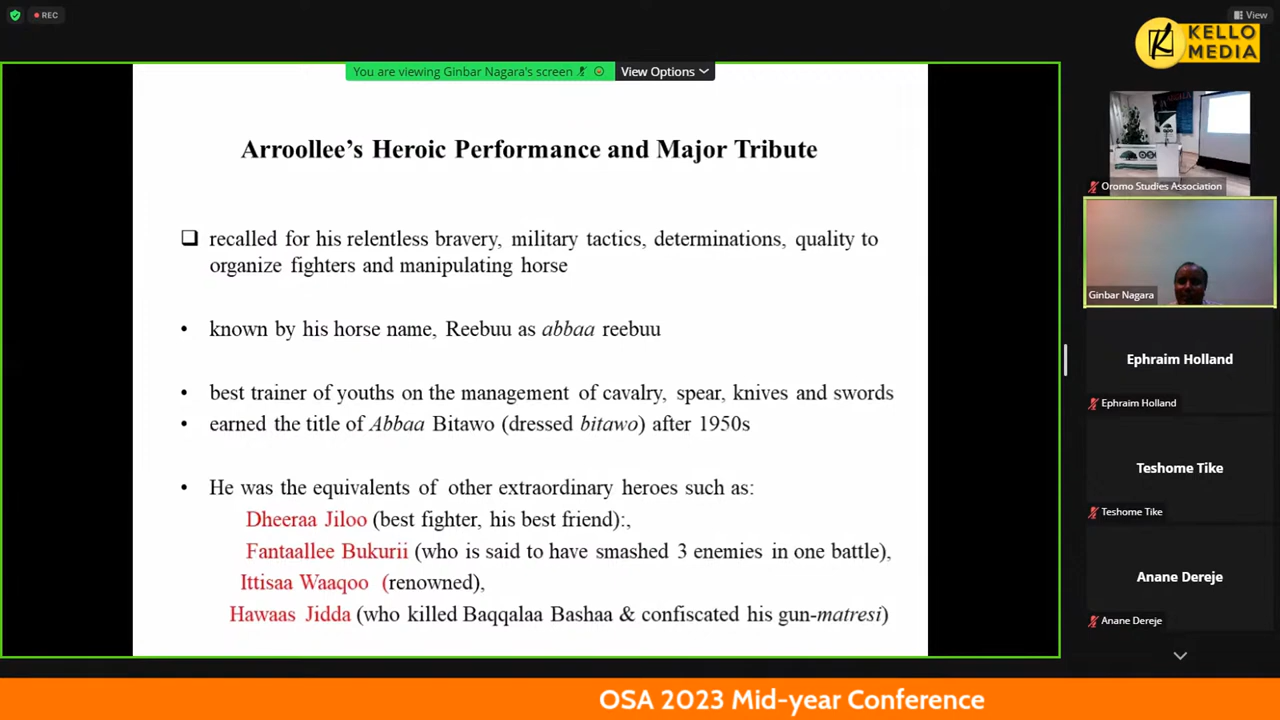 REC
View
KELLO
MEDIA
You are viewing Ginbar Nagara's screen
View Options
Arroollee’s Heroic Performance and Major Tribute
❑ recalled for his relentless bravery, military tactics, determinations, quality to
organize fighters and manipulating horse
• known by his horse name, Reebuu as abbaa reebuu
• best trainer of youths on the management of cavalry, spear, knives and swords
• earned the title of Abbaa Bitawo (dressed bitawo) after 1950s
• He was the equivalents of other extraordinary heroes such as:
Dheeraa Jiloo (best fighter, his best friend):,
Fantaallee Bukurii (who is said to have smashed 3 enemies in one battle),
Ittisaa Waaqoo (renowned),
Hawaas Jidda (who killed Baqqalaa Bashaa & confiscated his gun-matresi)
Oromo Studies Association
Ginbar Nagara
Ephraim Holland
Ephraim Holland
Teshome Tike
Teshome Tike
Anane Dereje
Anane Dereje
OSA 2023 Mid-year Conference